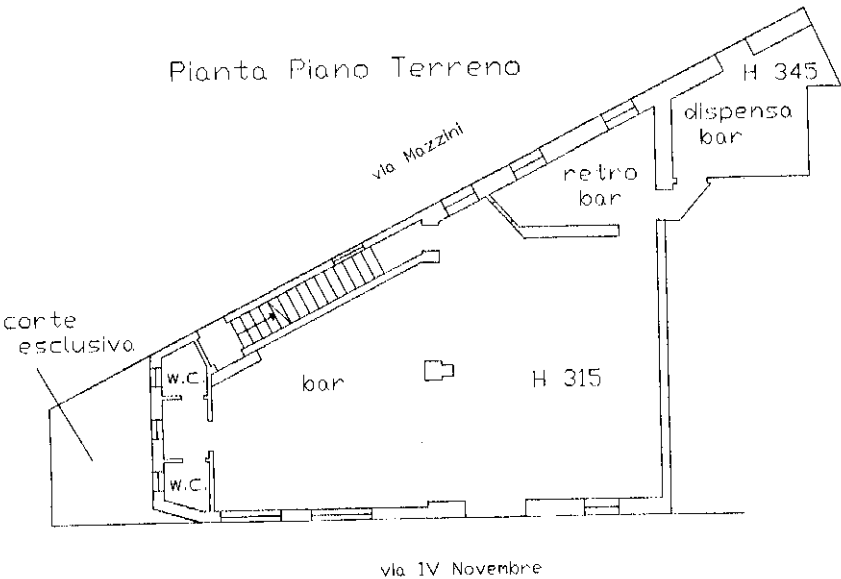 Pianta Piano Terreno
H 345
dispensa
bar
via Mazzini
retro
bar
corte
esclusiva
w.c.
bar
H 315
w.c.
via IV Novembre